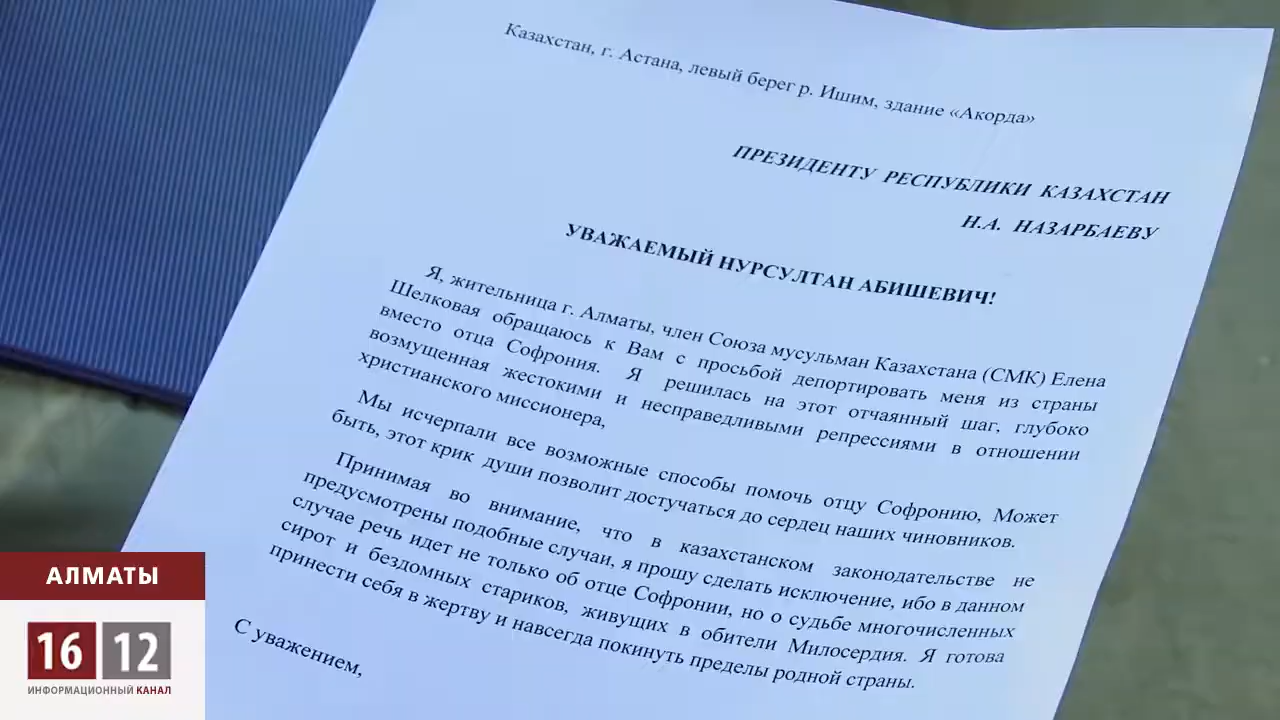 Казахстан, г. Астана, левый берег р. Ишим, здание «Акорда»
ПРЕЗИДЕНТУ РЕСПУБЛИКИ КАЗАХСТАН
Н.А. НАЗАРБАЕВУ
УВАЖАЕМЫЙ НУРСУЛТАН АБИШЕВИЧ!
Я, жительница г. Алматы, член Союза мусульман Казахстана (СМК) Елена
Шелковая обращаюсь к Вам с просьбой депортировать меня из страны
вместо отца Софрония. Я решилась на этот отчаянный шаг, глубоко
возмущенная жестокими и несправедливыми репрессиями в отношении
христианского миссионера,
Мы исчерпали все возможные способы помочь отцу Софронию, Может
быть, этот крик души позволит достучаться до сердец наших чиновников.
Принимая во внимание, что в казахстанском законодательстве не
предусмотрены подобные случаи, я прошу сделать исключение, ибо в данном
случае речь идет не только об отце Софронии, но о судьбе многочисленных
сирот и бездомных стариков, живущих в обители Милосердия. Я готова
принести себя в жертву и навсегда покинуть пределы родной страны.
С уважением,
АЛМАТЫ
16 12
ИНФОРМАЦИОННЫЙ КАНАЛ